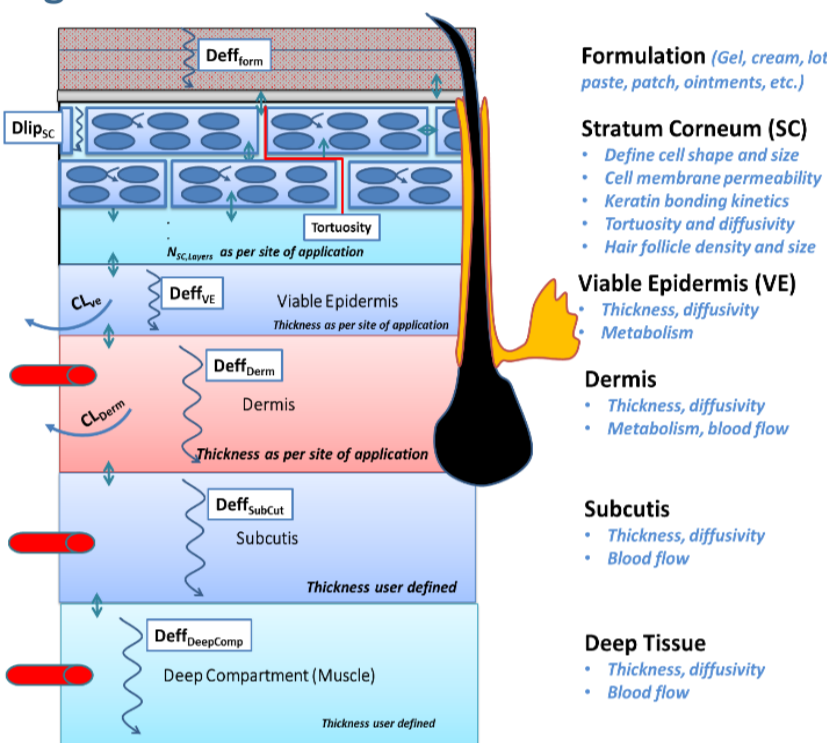 Deff_form
Formulation (Gel, cream, lot
paste, patch, ointments, etc.)
Dlip_SC
Stratum Corneum (SC)
• Define cell shape and size
• Cell membrane permeability
• Keratin bonding kinetics
• Tortuosity and diffusivity
• Hair follicle density and size
Tortuosity
N_SC,Layers as per site of application
CL_ve
Deff_VE
Viable Epidermis
Thickness as per site of application
Viable Epidermis (VE)
• Thickness, diffusivity
• Metabolism
Deff_Derm
CL_Derm
Dermis
Thickness as per site of application
Dermis
• Thickness, diffusivity
• Metabolism, blood flow
Deff_SubCut
Subcutis
Thickness user defined
Subcutis
• Thickness, diffusivity
• Blood flow
Deff_DeepComp
Deep Compartment (Muscle)
Thickness user defined
Deep Tissue
• Thickness, diffusivity
• Blood flow